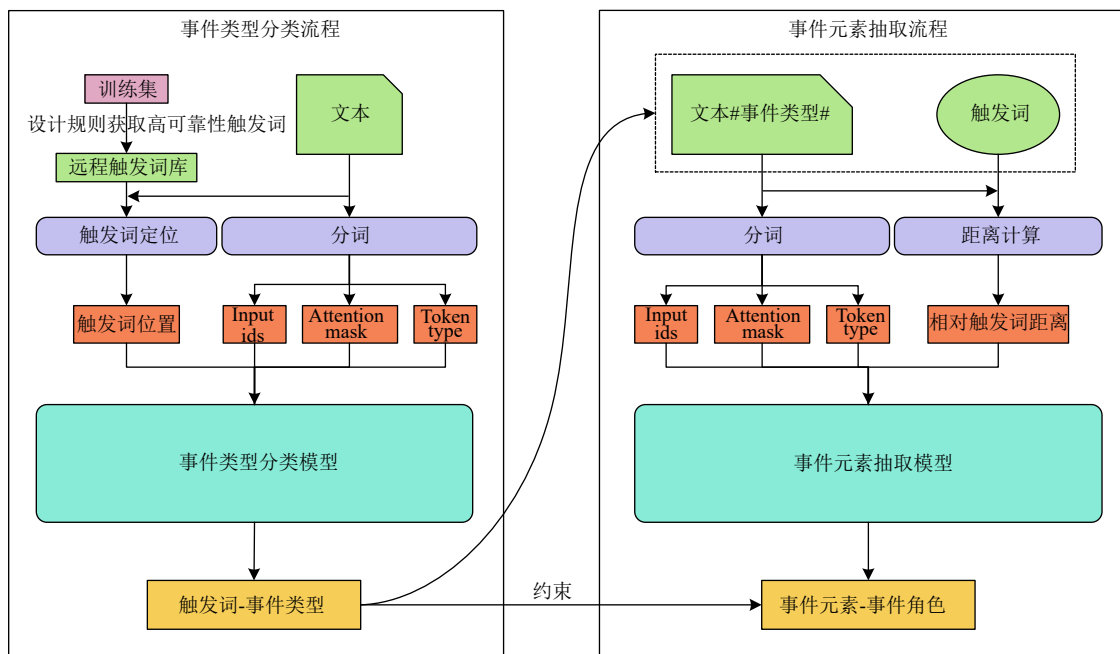 事件类型分类流程
训练集
设计规则获取高可靠性触发词
远程触发词库
文本
触发词定位
分词
触发词位置
Input
ids
Attention
mask
Token
type
事件类型分类模型
触发词-事件类型
约束
事件元素抽取流程
文本#事件类型#
触发词
分词
距离计算
Input
ids
Attention
mask
Token
type
相对触发词距离
事件元素抽取模型
事件元素-事件角色